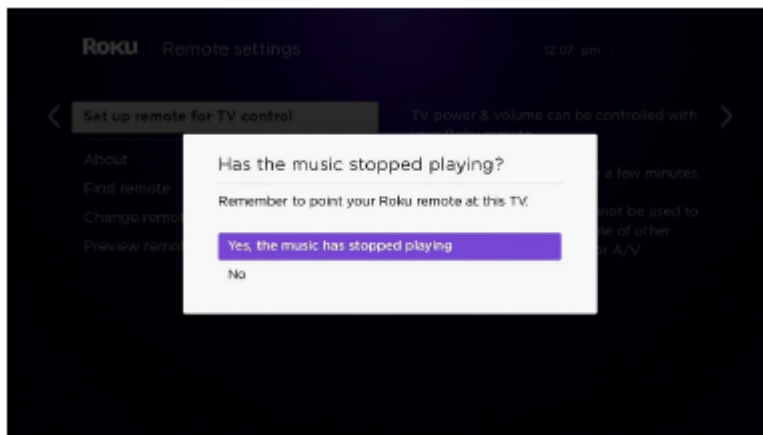 Roku | Remote settings
12:07 pm
Set up remote for TV control
TV power & volume can be controlled with
About
a few minutes.
Find remote
Change remot
not be used to
ne of other
Preview remo
or A/V
Has the music stopped playing?
Remember to point your Roku remote at this TV.
Yes, the music has stopped playing
No